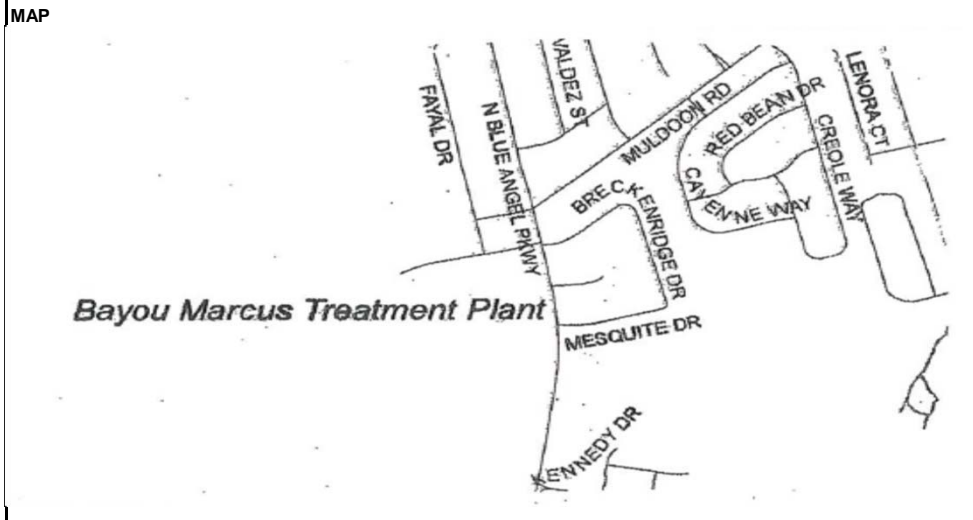 MAP
FAYAL DR
N BLUE ANGEL PKWY
VALDEZ ST
MULDOON RD
RED BEAN DR
LENORA CT
CREOLE WAY
CAYENNE WAY
BRECKENRIDGE DR
Bayou Marcus Treatment Plant
MESQUITE DR
KENNEDY DR